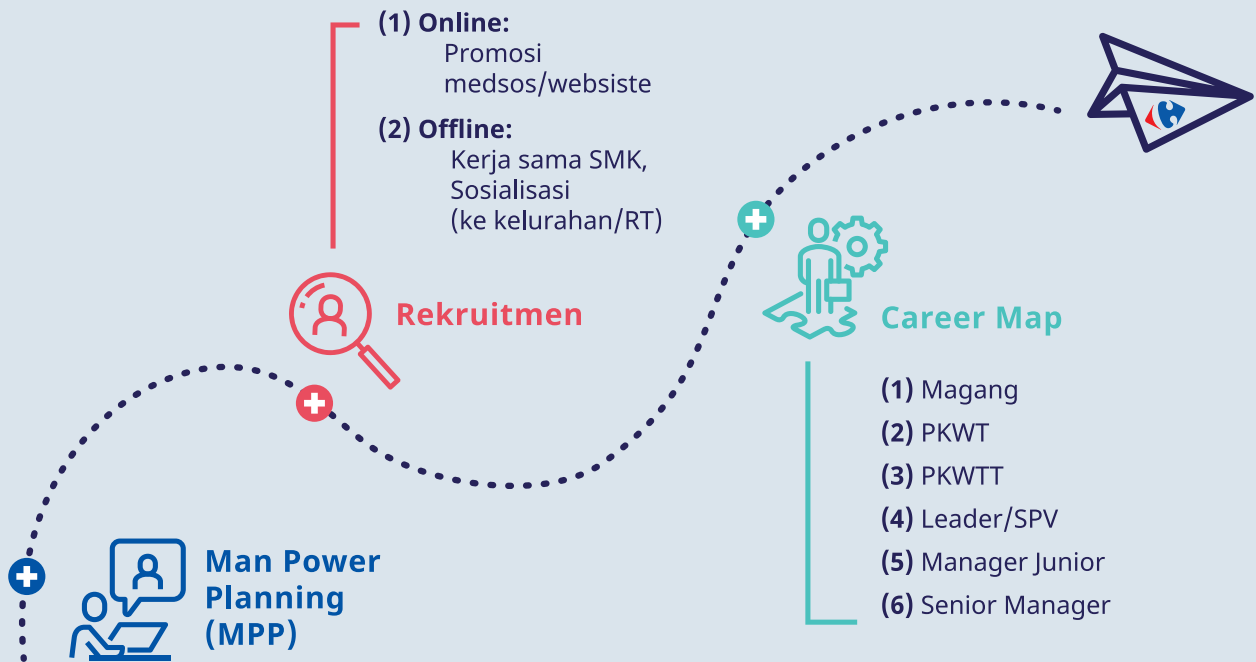 (1) Online:
Promosi
medsos/websiste
(2) Offline:
Kerja sama SMK,
Sosialisasi
(ke kelurahan/RT)
Rekruitmen
Career Map
(1) Magang
(2) PKWT
(3) PKWTT
(4) Leader/SPV
(5) Manager Junior
(6) Senior Manager
Man Power
Planning
(MPP)